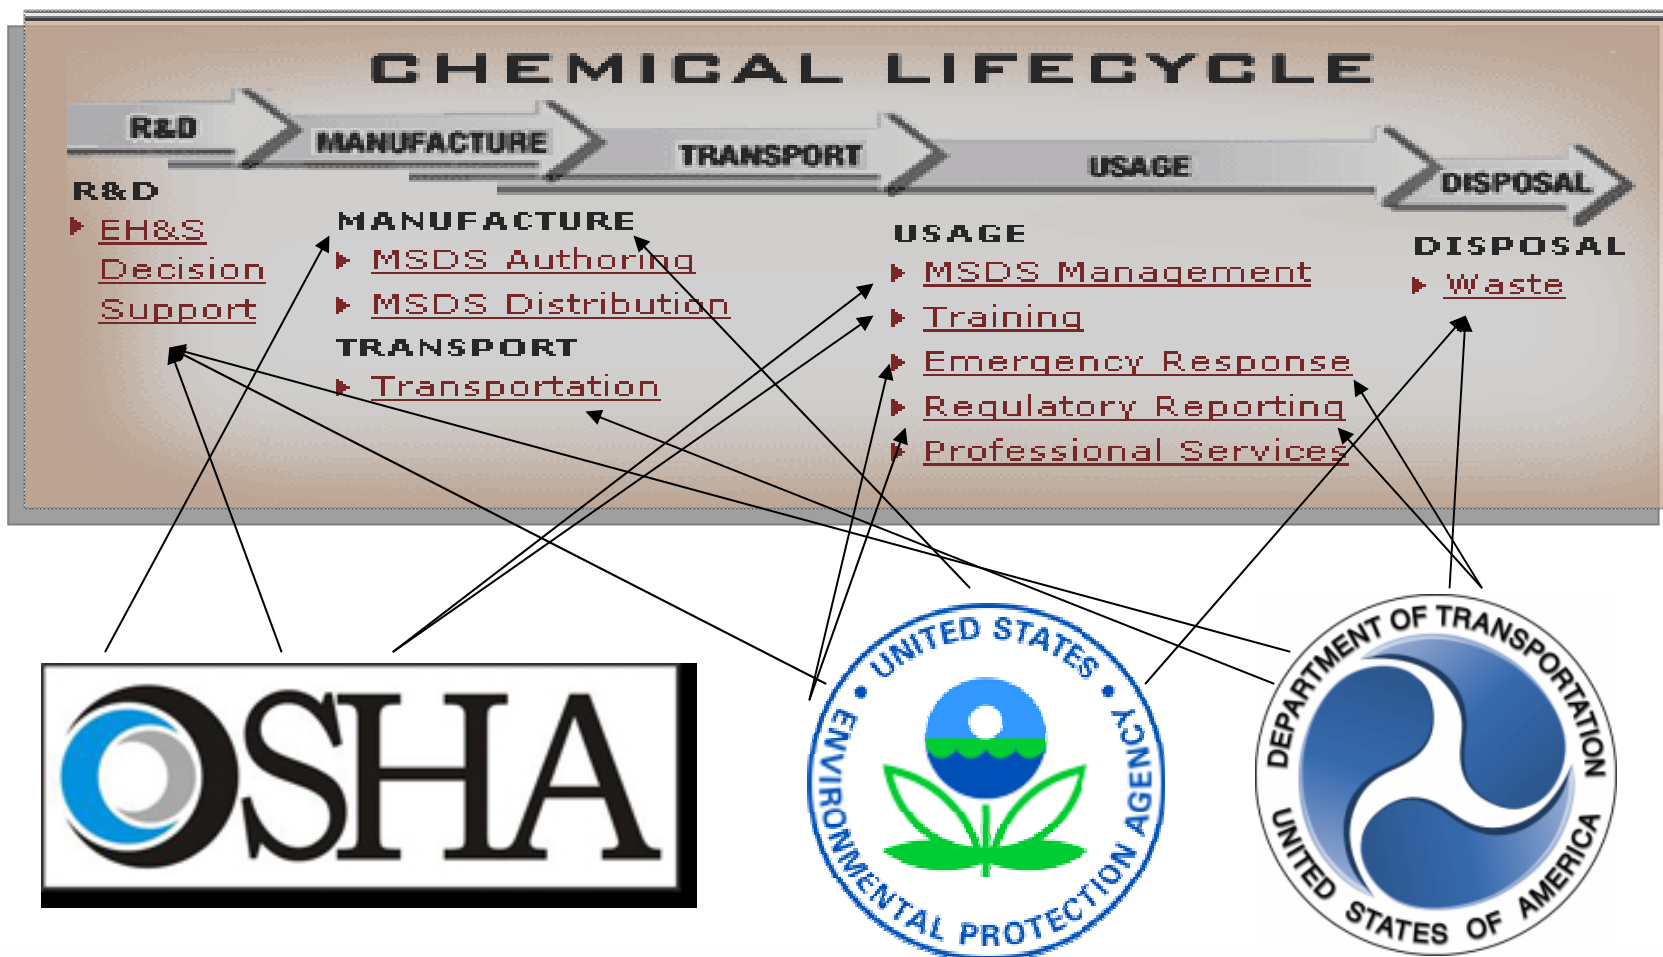 CHEMICAL LIFECYCLE
R&D
MANUFACTURE
TRANSPORT
USAGE
DISPOSAL
R&D
EH&S
Decision
Support
MANUFACTURE
MSDS Authoring
MSDS Distribution
TRANSPORT
Transportation
USAGE
MSDS Management
Training
Emergency Response
Regulatory Reporting
Professional Services
DISPOSAL
Waste
OSHA
UNITED STATES
ENVIRONMENTAL PROTECTION AGENCY
DEPARTMENT OF TRANSPORTATION
UNITED STATES OF AMERICA